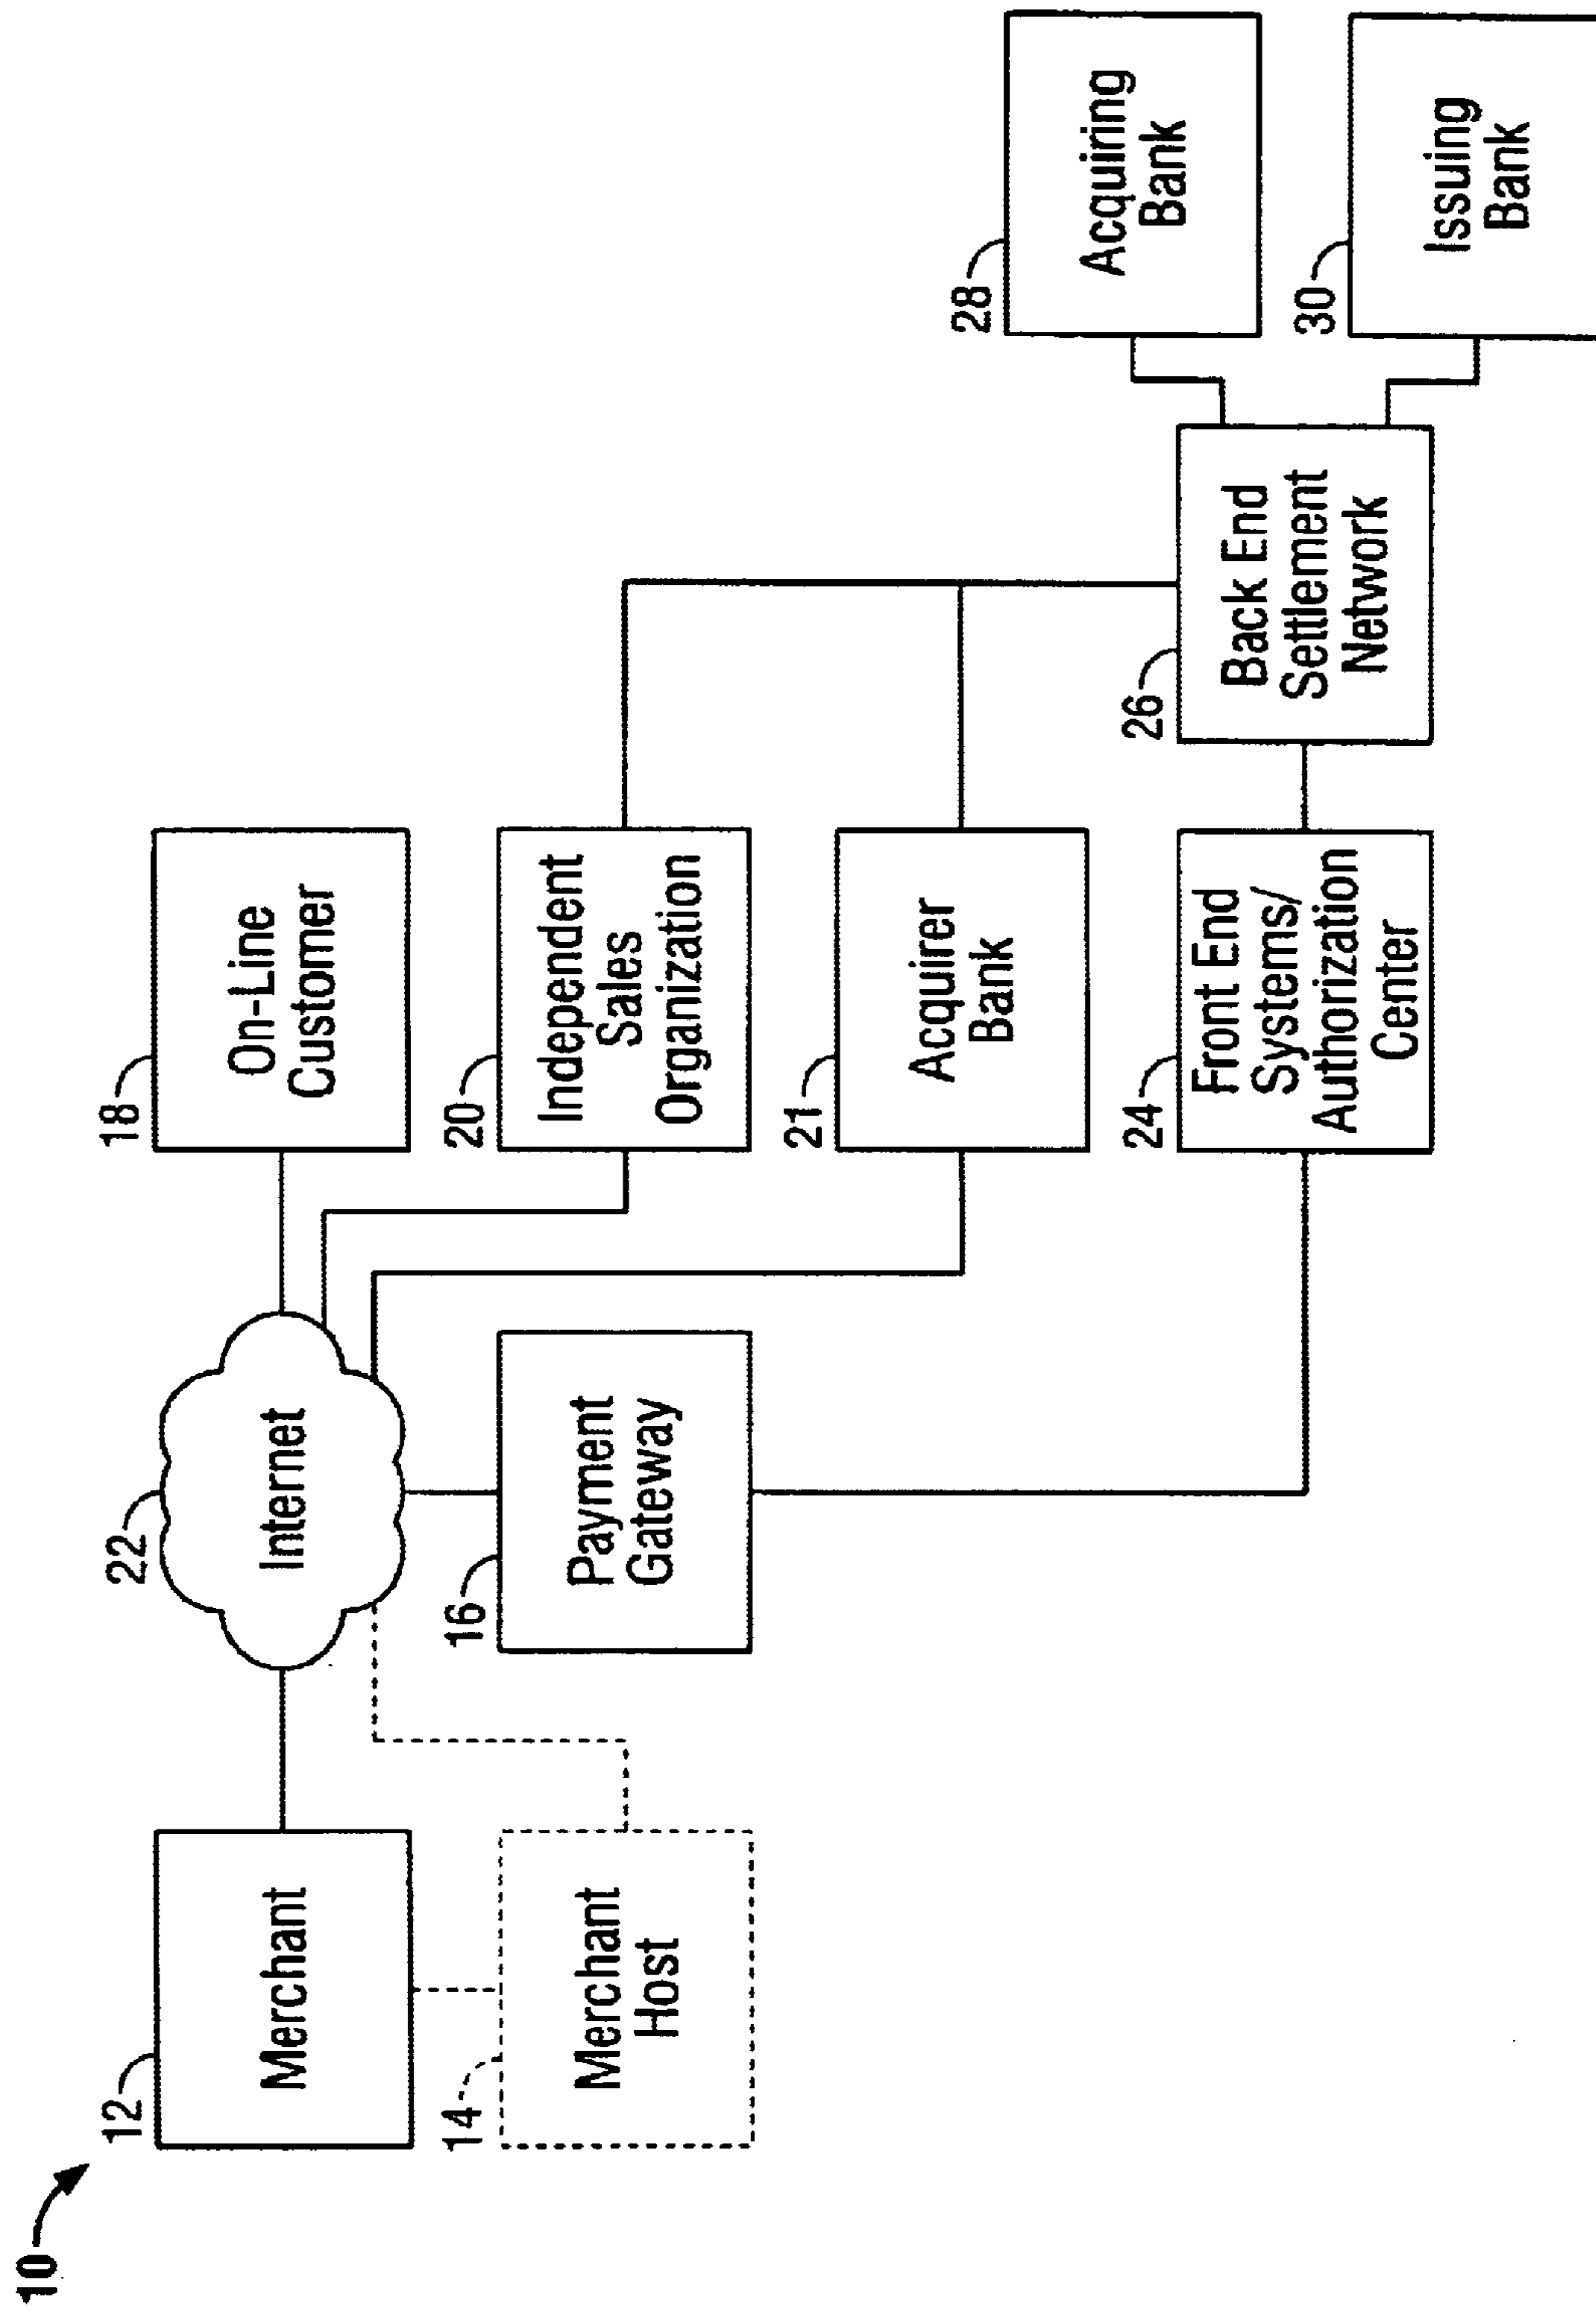 10
12
Merchant
14
Merchant
Host
22
Internet
16
Payment
Gateway
18
On-Line
Customer
20
Independent
Sales
Organization
21
Acquirer
Bank
24
Front End
Systems/
Authorization
Center
26
Back End
Settlement
Network
28
Acquiring
Bank
30
Issuing
Bank